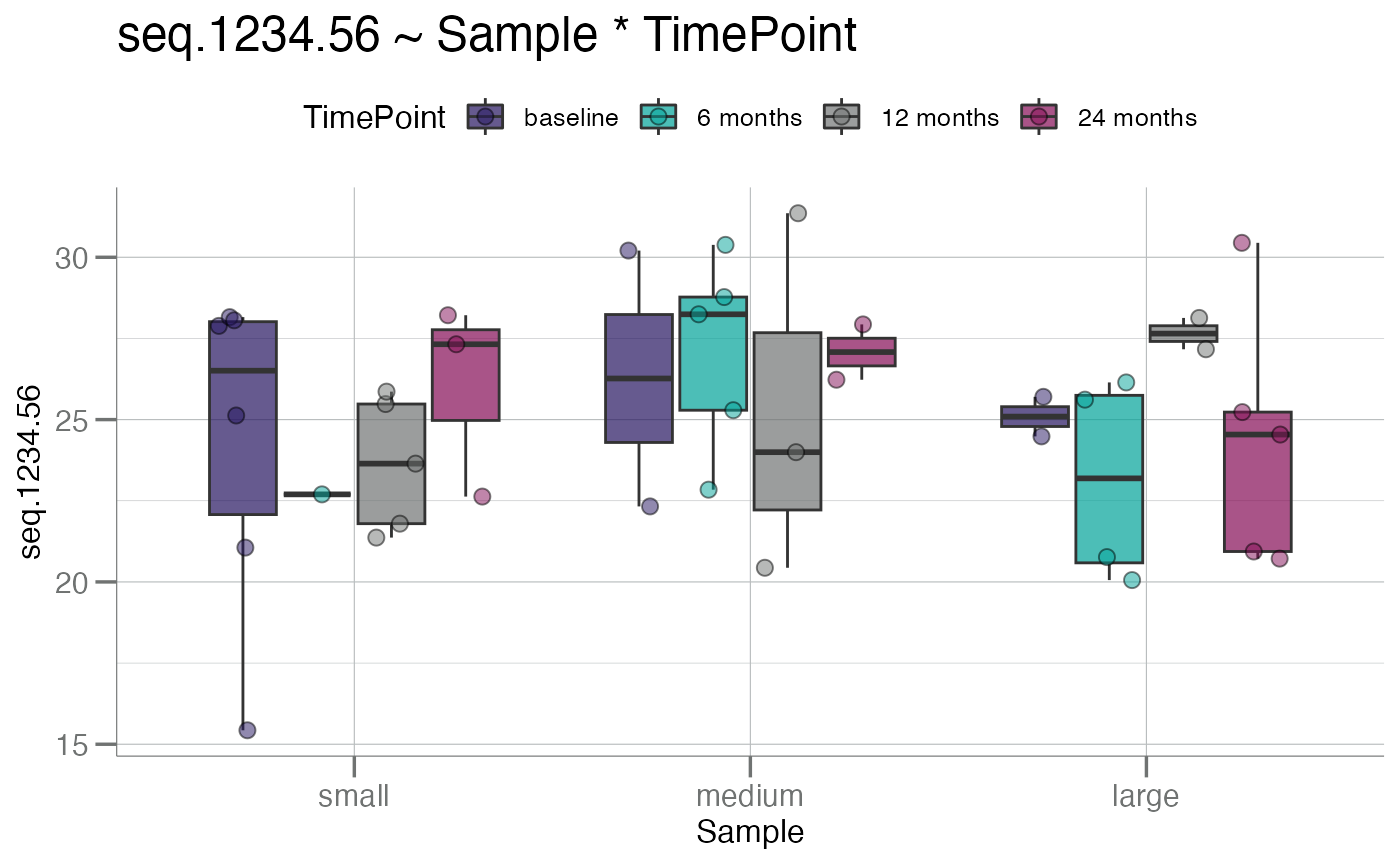 seq.1234.56 ~ Sample * TimePoint
TimePoint baseline 6 months 12 months 24 months
seq.1234.56
30
25
20
15
small medium large
Sample